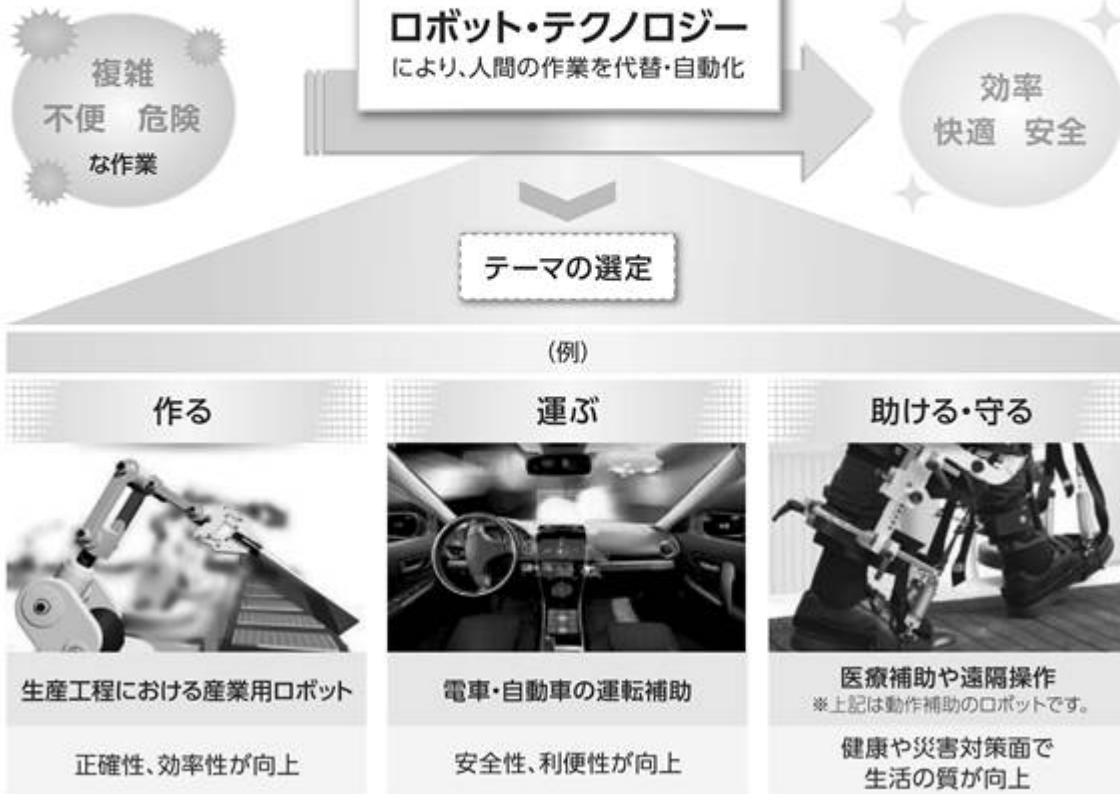 複雑
不便 危険
な作業
ロボット・テクノロジー
により、人間の作業を代替・自動化
効率
快適 安全
テーマの選定
(例)
作る
運ぶ
助ける・守る
生産工程における産業用ロボット
電車・自動車の運転補助
医療補助や遠隔操作
※上記は動作補助のロボットです。
正確性、効率性が向上
安全性、利便性が向上
健康や災害対策面で
生活の質が向上